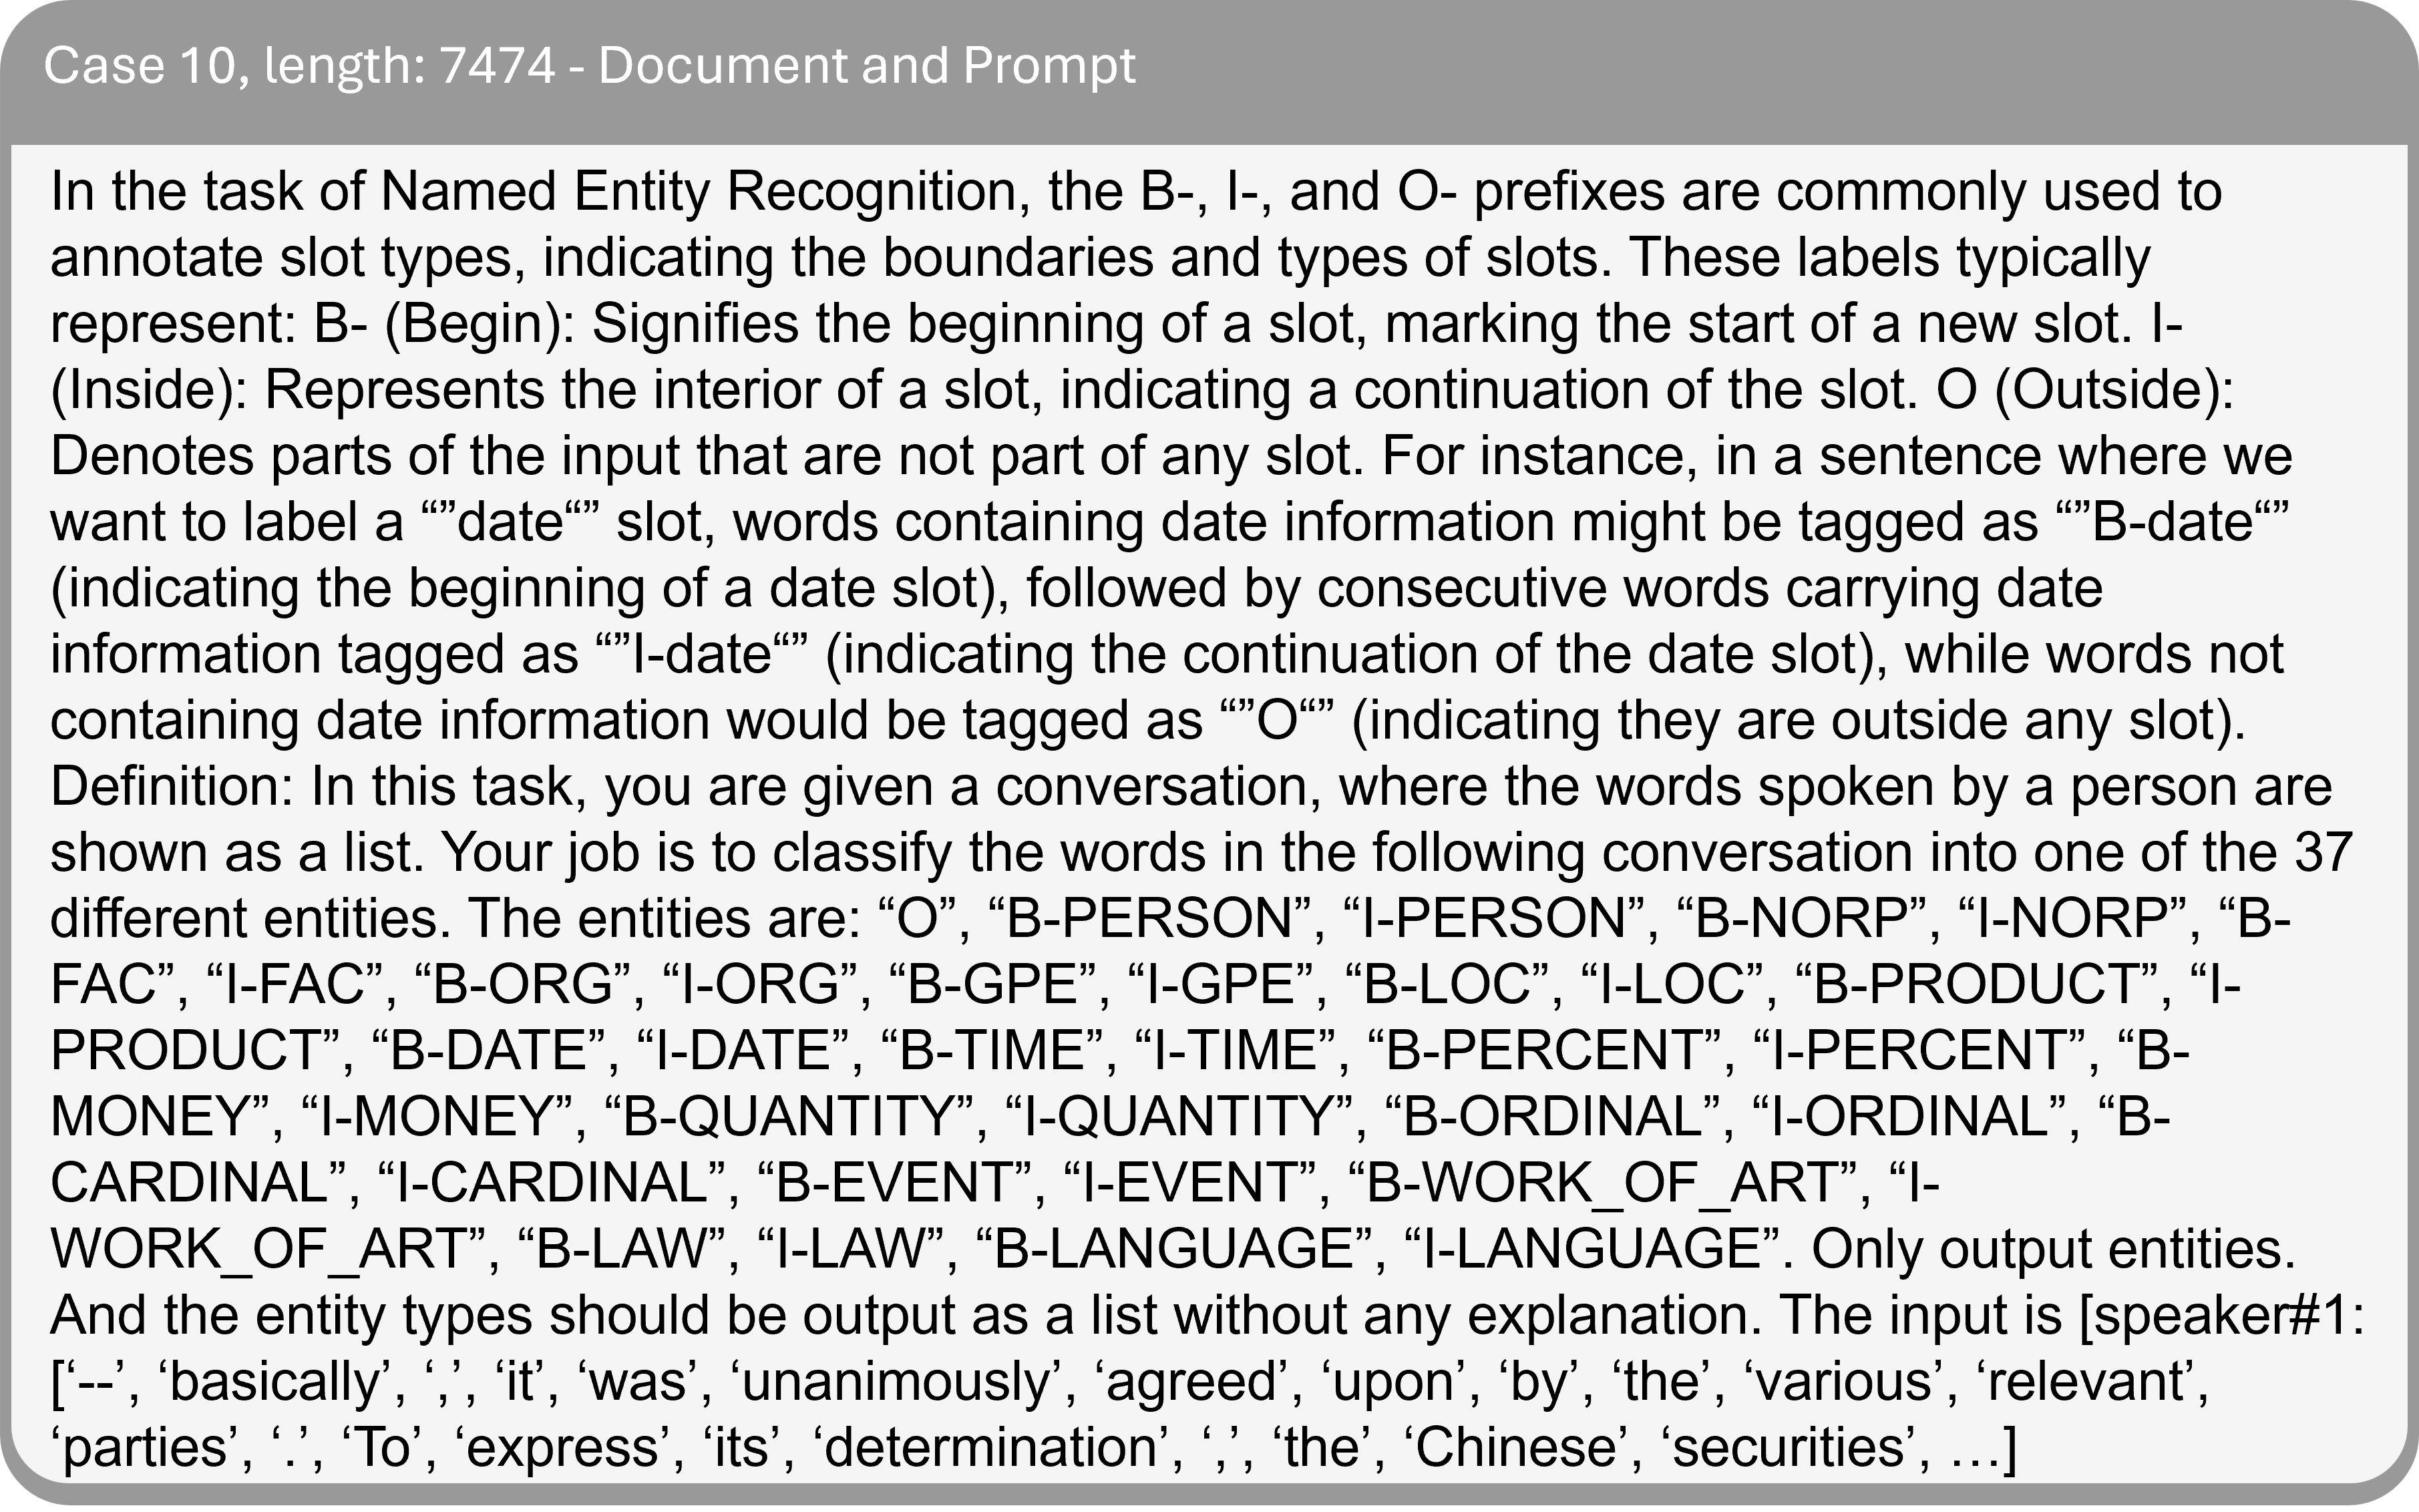 Case 10, length: 7474 - Document and Prompt
In the task of Named Entity Recognition, the B-, I-, and O- prefixes are commonly used to
annotate slot types, indicating the boundaries and types of slots. These labels typically
represent: B- (Begin): Signifies the beginning of a slot, marking the start of a new slot. I-
(Inside): Represents the interior of a slot, indicating a continuation of the slot. O (Outside):
Denotes parts of the input that are not part of any slot. For instance, in a sentence where we
want to label a “”date“” slot, words containing date information might be tagged as “”B-date“”
(indicating the beginning of a date slot), followed by consecutive words carrying date
information tagged as “”I-date“” (indicating the continuation of the date slot), while words not
containing date information would be tagged as “”O“” (indicating they are outside any slot).
Definition: In this task, you are given a conversation, where the words spoken by a person are
shown as a list. Your job is to classify the words in the following conversation into one of the 37
different entities. The entities are: “O”, “B-PERSON”, “I-PERSON”, “B-NORP”, “I-NORP”, “B-
FAC”, “I-FAC”, “B-ORG”, “I-ORG”, “B-GPE”, “I-GPE”, “B-LOC”, “I-LOC”, “B-PRODUCT”, “I-
PRODUCT”, “B-DATE”, “I-DATE”, “B-TIME”, “I-TIME”, “B-PERCENT”, “I-PERCENT”, “B-
MONEY”, “I-MONEY”, “B-QUANTITY”, “I-QUANTITY”, “B-ORDINAL”, “I-ORDINAL”, “B-
CARDINAL”, “I-CARDINAL”, “B-EVENT”, “I-EVENT”, “B-WORK_OF_ART”, “I-
WORK_OF_ART”, “B-LAW”, “I-LAW”, “B-LANGUAGE”, “I-LANGUAGE”. Only output entities.
And the entity types should be output as a list without any explanation. The input is [speaker#1:
[‘--’, ‘basically’, ‘,’, ‘it’, ‘was’, ‘unanimously’, ‘agreed’, ‘upon’, ‘by’, ‘the’, ‘various’, ‘relevant’,
‘parties’, ‘.’, ‘To’, ‘express’, ‘its’, ‘determination’, ‘,’, ‘the’, ‘Chinese’, ‘securities’, …]